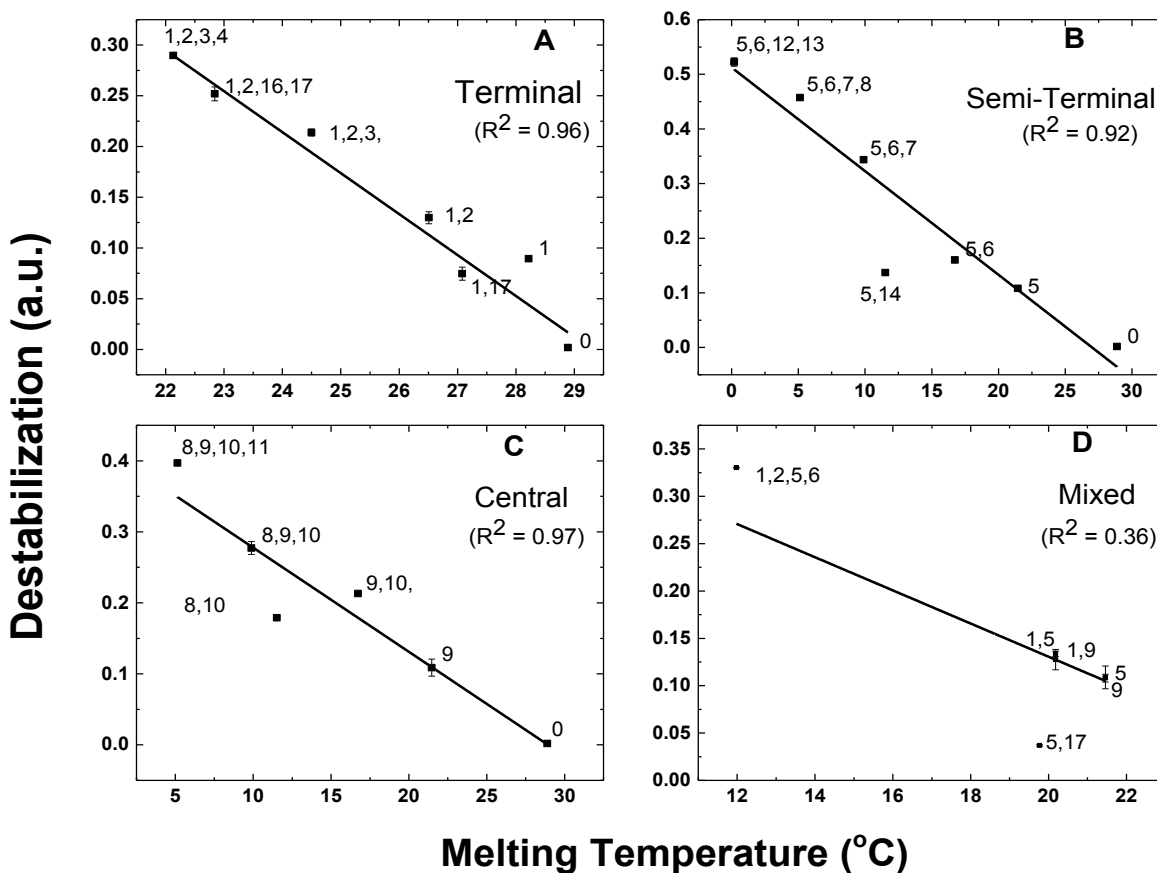 Destabilization (a.u.)
A
Terminal
(R2 = 0.96)
1,2,3,4
1,2,16,17
1,2,3,
1,2
1
1,17
0
0.30
0.25
0.20
0.15
0.10
0.05
0.00
22 23 24 25 26 27 28 29
B
Semi-Terminal
(R2 = 0.92)
5,6,12,13
5,6,7,8
5,6,7
5,6
5,14
5
0
0.6
0.5
0.4
0.3
0.2
0.1
0.0
0 5 10 15 20 25 30
C
Central
(R2 = 0.97)
8,9,10,11
8,9,10
9,10,
8,10
9
0
0.4
0.3
0.2
0.1
0.0
5 10 15 20 25 30
D
Mixed
(R2 = 0.36)
1,2,5,6
1,5
1,9
5
9
5,17
0.35
0.30
0.25
0.20
0.15
0.10
0.05
0.00
12 14 16 18 20 22
Melting Temperature (oC)